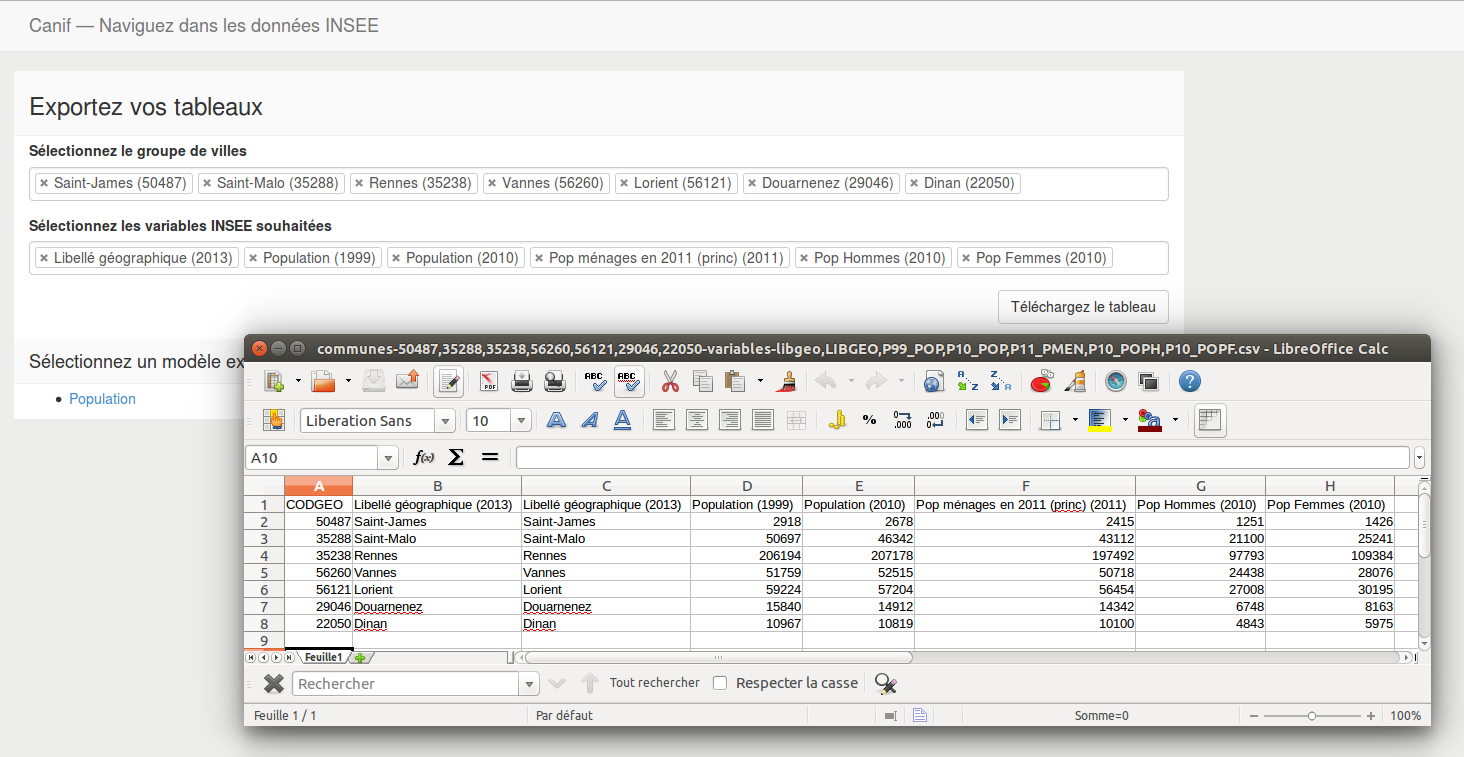 Canif — Naviguez dans les données INSEE
Exportez vos tableaux
Sélectionnez le groupe de villes
× Saint-James (50487) × Saint-Malo (35288) × Rennes (35238) × Vannes (56260) × Lorient (56121) × Douarnenez (29046) × Dinan (22050)
Sélectionnez les variables INSEE souhaitées
× Libellé géographique (2013) × Population (1999) × Population (2010) × Pop ménages en 2011 (princ) (2011) × Pop Hommes (2010) × Pop Femmes (2010)
Téléchargez le tableau
Sélectionnez un modèle ex
• Population
communes-50487,35288,35238,56260,56121,29046,22050-variables-libgeo,LIBGEO,P99_POP,P10_POP,P11_PMEN,P10_POPH,P10_POPF.csv - LibreOffice Calc
PDF ABC ABC A Z Z A ?
Liberation Sans 10 A A A % 0,0 .000 .000 0,0
A10 f(x) Σ =
A B C D E F G H
1 CODGEO Libellé géographique (2013) Libellé géographique (2013) Population (1999) Population (2010) Pop ménages en 2011 (princ) (2011) Pop Hommes (2010) Pop Femmes (2010)
2 50487 Saint-James Saint-James 2918 2678 2415 1251 1426
3 35288 Saint-Malo Saint-Malo 50697 46342 43112 21100 25241
4 35238 Rennes Rennes 206194 207178 197492 97793 109384
5 56260 Vannes Vannes 51759 52515 50718 24438 28076
6 56121 Lorient Lorient 59224 57204 56454 27008 30195
7 29046 Douarnenez Douarnenez 15840 14912 14342 6748 8163
8 22050 Dinan Dinan 10967 10819 10100 4843 5975
9
Feuille1
Rechercher Tout rechercher Respecter la casse
Feuille 1 / 1 Par défaut Somme=0 100%